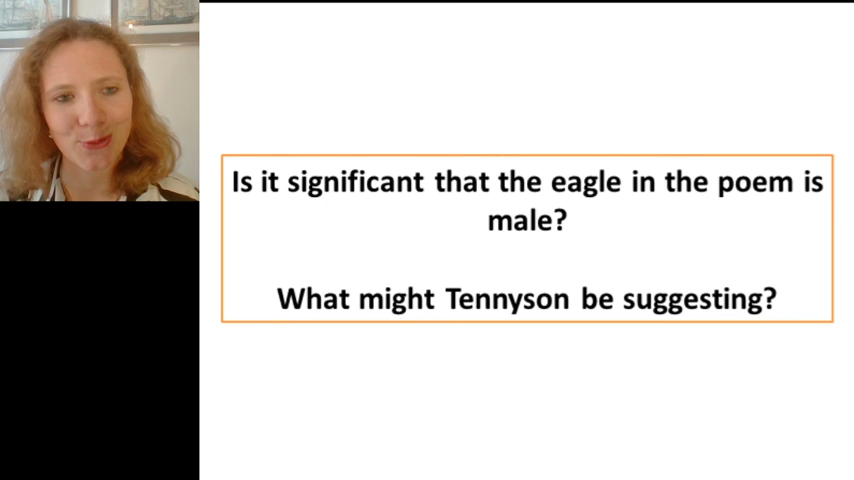 Is it significant that the eagle in the poem is
male?
What might Tennyson be suggesting?